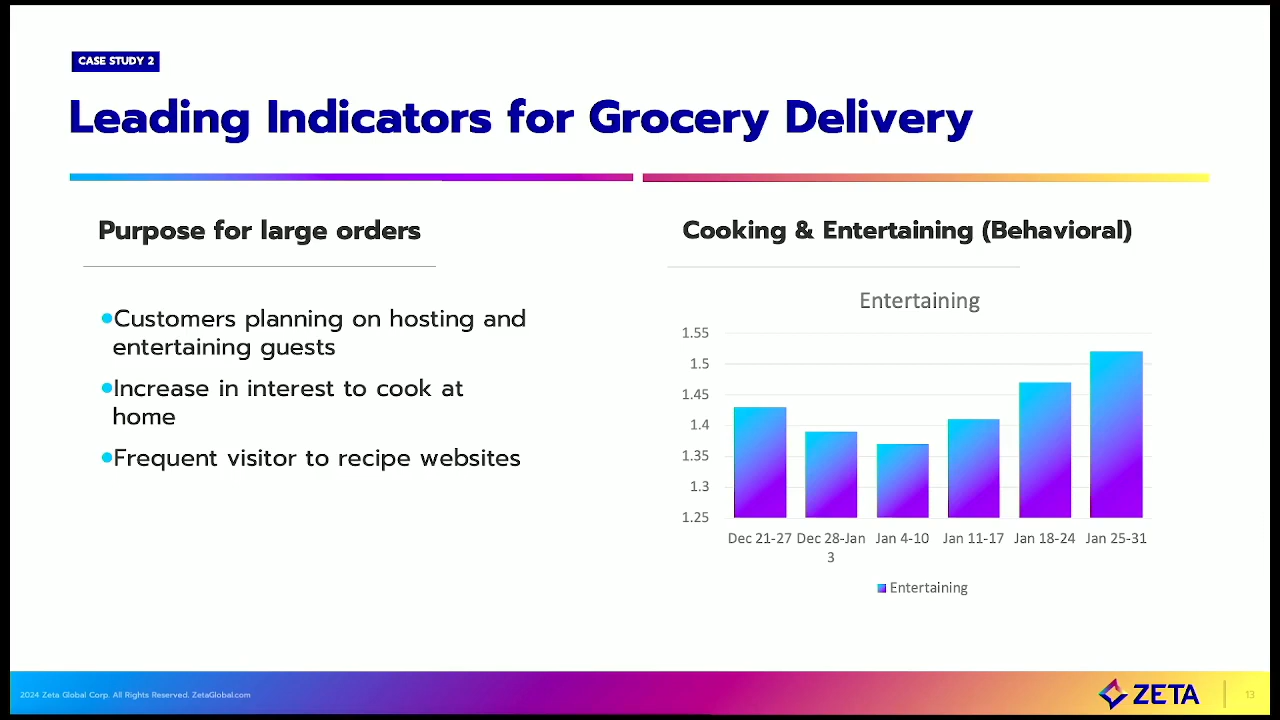 CASE STUDY 2
Leading Indicators for Grocery Delivery
Purpose for large orders
•Customers planning on hosting and
entertaining guests
•Increase in interest to cook at
home
•Frequent visitor to recipe websites
Cooking & Entertaining (Behavioral)
Entertaining
1.55
1.5
1.45
1.4
1.35
1.3
1.25
Dec 21-27 Dec 28-Jan 3 Jan 4-10 Jan 11-17 Jan 18-24 Jan 25-31
Entertaining
2024 Zeta Global Corp. All Rights Reserved. ZetaGlobal.com
ZETA
13